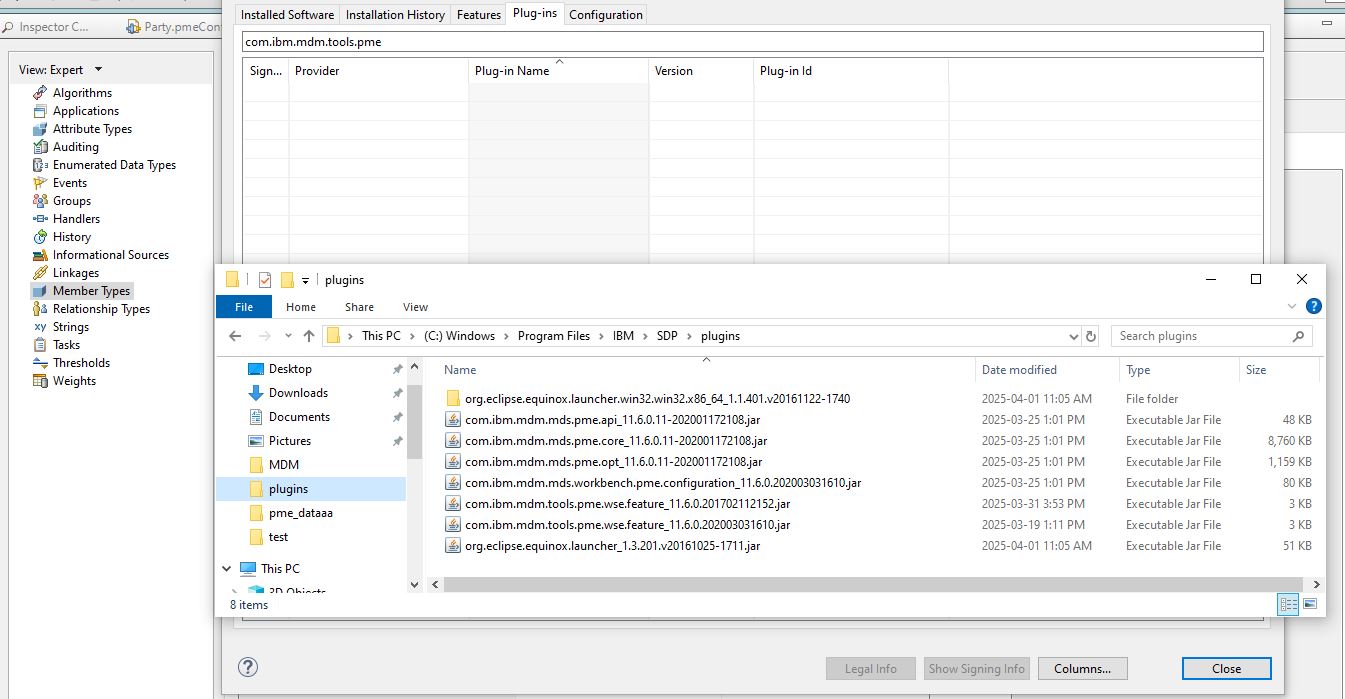 Installed Software
Installation History
Features
Plug-ins
Configuration
Inspector C...
Party.pmeCon
com.ibm.mdm.tools.pme
View: Expert
Sign...
Provider
Plug-in Name
Version
Plug-in Id
Algorithms
Applications
Attribute Types
Auditing
Enumerated Data Types
Events
Groups
Handlers
History
Informational Sources
Linkages
Member Types
Relationship Types
xy Strings
Tasks
Thresholds
Weights
plugins
File
Home
Share
View
?
This PC > (C:) Windows > Program Files > IBM > SDP > plugins
Search plugins
Desktop
Downloads
Documents
Pictures
MDM
plugins
pme_dataaa
test
This PC
3D Objects
Name
Date modified
Type
Size
org.eclipse.equinox.launcher.win32.win32.x86_64_1.1.401.v20161122-1740 2025-04-01 11:05 AM File folder
com.ibm.mdm.mds.pme.api_11.6.0.11-202001172108.jar 2025-03-25 1:01 PM Executable Jar File 48 KB
com.ibm.mdm.mds.pme.core_11.6.0.11-202001172108.jar 2025-03-25 1:01 PM Executable Jar File 8,760 KB
com.ibm.mdm.mds.pme.opt_11.6.0.11-202001172108.jar 2025-03-25 1:01 PM Executable Jar File 1,159 KB
com.ibm.mdm.mds.workbench.pme.configuration_11.6.0.202003031610.jar 2025-03-25 1:01 PM Executable Jar File 80 KB
com.ibm.mdm.tools.pme.wse.feature_11.6.0.201702112152.jar 2025-03-31 3:53 PM Executable Jar File 3 KB
com.ibm.mdm.tools.pme.wse.feature_11.6.0.202003031610.jar 2025-03-19 1:11 PM Executable Jar File 3 KB
org.eclipse.equinox.launcher_1.3.201.v20161025-1711.jar 2025-04-01 11:05 AM Executable Jar File 51 KB
8 items
?
Legal Info
Show Signing Info
Columns...
Close